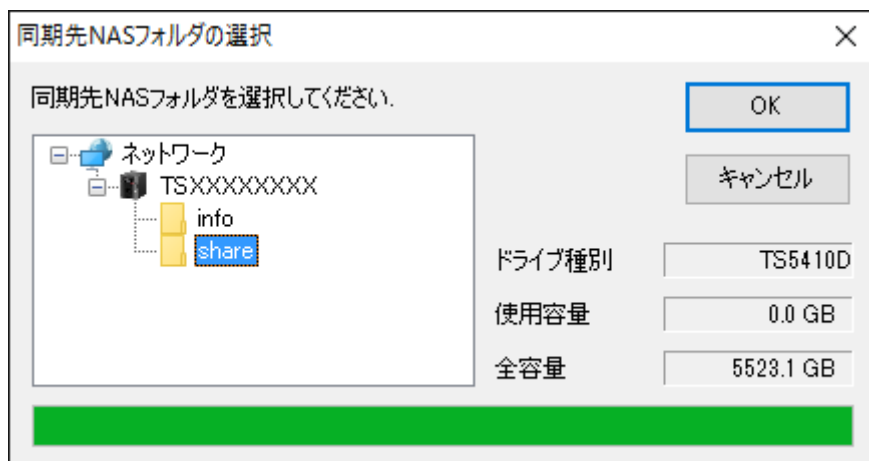 同期先NASフォルダの選択
同期先NASフォルダを選択してください.
OK
キャンセル
ネットワーク
TSXXXXXXXX
info
share
ドライブ種別 TS5410D
使用容量 0.0 GB
全容量 5523.1 GB